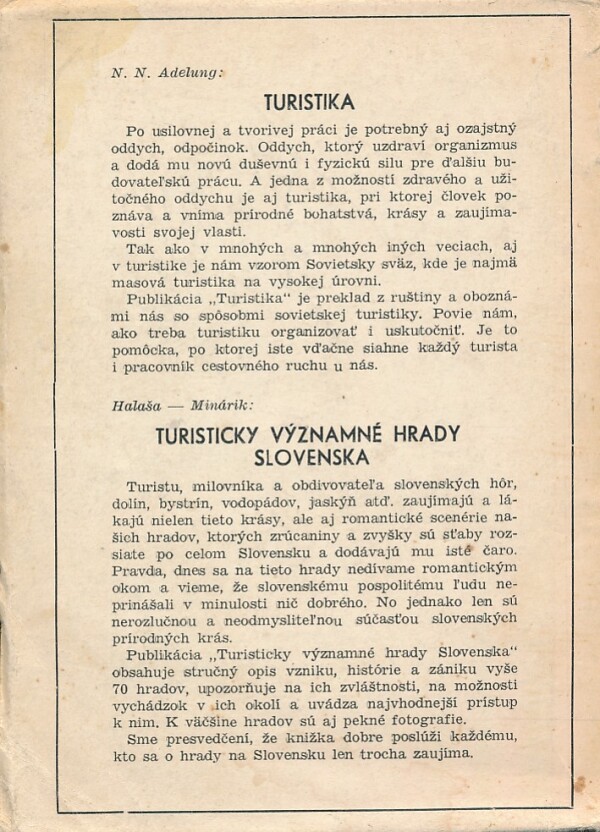 N. N. Adelung:
TURISTIKA
Po usilovnej a tvorivej práci je potrebný aj ozajstný
oddych, odpočinok. Oddych, ktorý uzdraví organizmus
a dodá mu novú duševnú i fyzickú silu pre ďalšiu bu-
dovateľskú prácu. A jedna z možností zdravého a uži-
točného oddychu je aj turistika, pri ktorej človek po-
znáva a vníma prírodné bohatstvá, krásy a zaujíma-
vosti svojej vlasti.
Tak ako v mnohých a mnohých iných veciach, aj
v turistike je nám vzorom Sovietsky sväz, kde je najmä
masová turistika na vysokej úrovni.
Publikácia „Turistika“ je preklad z ruštiny a obozná-
mi nás so spôsobmi sovietskej turistiky. Povie nám,
ako treba turistiku organizovať i uskutočniť. Je to
pomôcka, po ktorej iste vďačne siahne každý turista
i pracovník cestovného ruchu u nás.
Halaša — Minárik:
TURISTICKY VÝZNAMNÉ HRADY
SLOVENSKA
Turistu, milovníka a obdivovateľa slovenských hôr,
dolín, bystrín, vodopádov, jaskýň atď. zaujímajú a lá-
kajú nielen tieto krásy, ale aj romantické scenérie na-
šich hradov, ktorých zrúcaniny a zvyšky sú sťaby roz-
siate po celom Slovensku a dodávajú mu isté čaro.
Pravda, dnes sa na tieto hrady nedívame romantickým
okom a vieme, že slovenskému pospolitému ľudu ne-
prinášali v minulosti nič dobrého. No jednako len sú
nerozlučnou a neodmysliteľnou súčasťou slovenských
prírodných krás.
Publikácia „Turisticky významné hrady Slovenska“
obsahuje stručný opis vzniku, histórie a zániku vyše
70 hradov, upozorňuje na ich zvláštnosti, na možnosti
vychádzok v ich okolí a uvádza najvhodnejší prístup
k nim. K väčšine hradov sú aj pekné fotografie.
Sme presvedčení, že knižka dobre poslúži každému,
kto sa o hrady na Slovensku len trocha zaujíma.